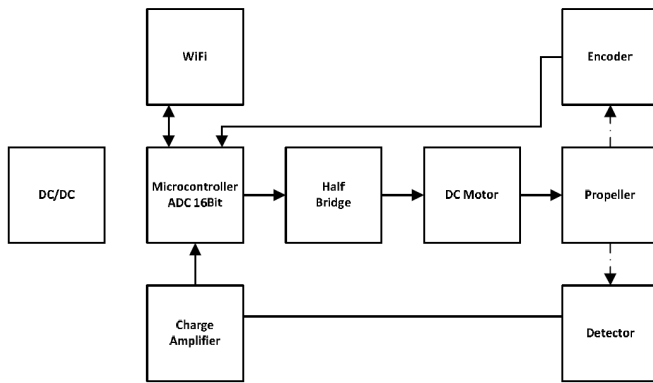 WiFi
Encoder
DC/DC
Microcontroller
ADC 16Bit
Half
Bridge
DC Motor
Propeller
Charge
Amplifier
Detector